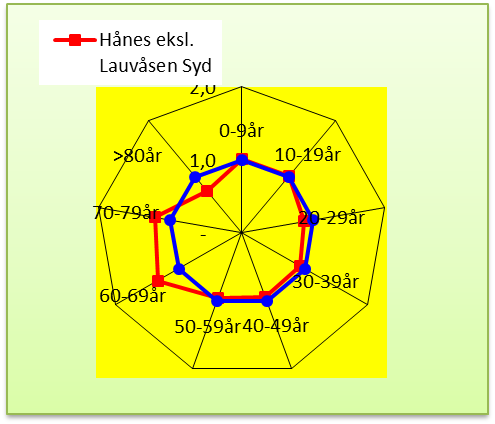 Hånes eksl.
Lauvåsen Syd
2,0
0-9år
>80år
1,0
10-19år
70-79år
20-29år
-
30-39år
60-69år
50-59år
40-49år